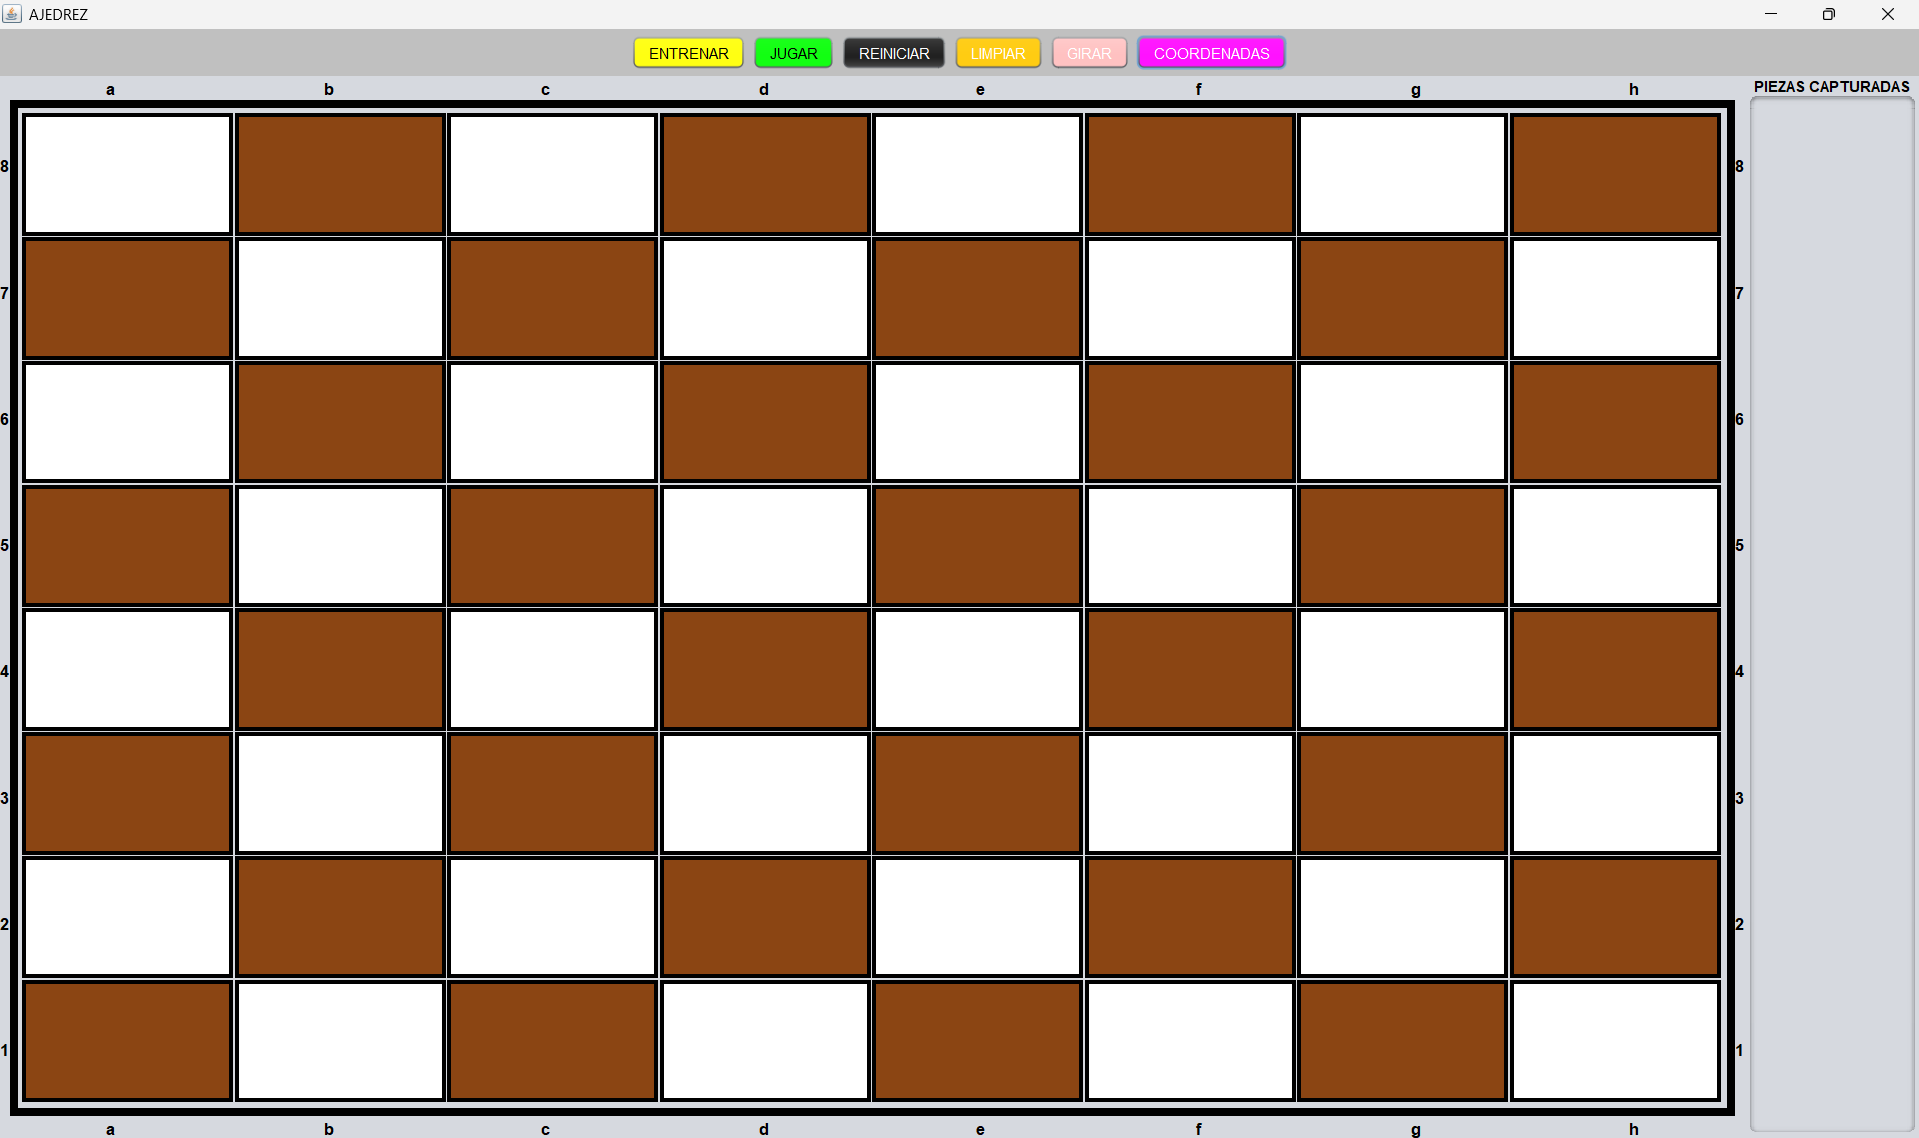 AJEDREZ
ENTRENAR JUGAR REINICIAR LIMPIAR GIRAR COORDENADAS
a b c d e f g h PIEZAS CAPTURADAS
8 8
7 7
6 6
5 5
4 4
3 3
2 2
1 1
a b c d e f g h